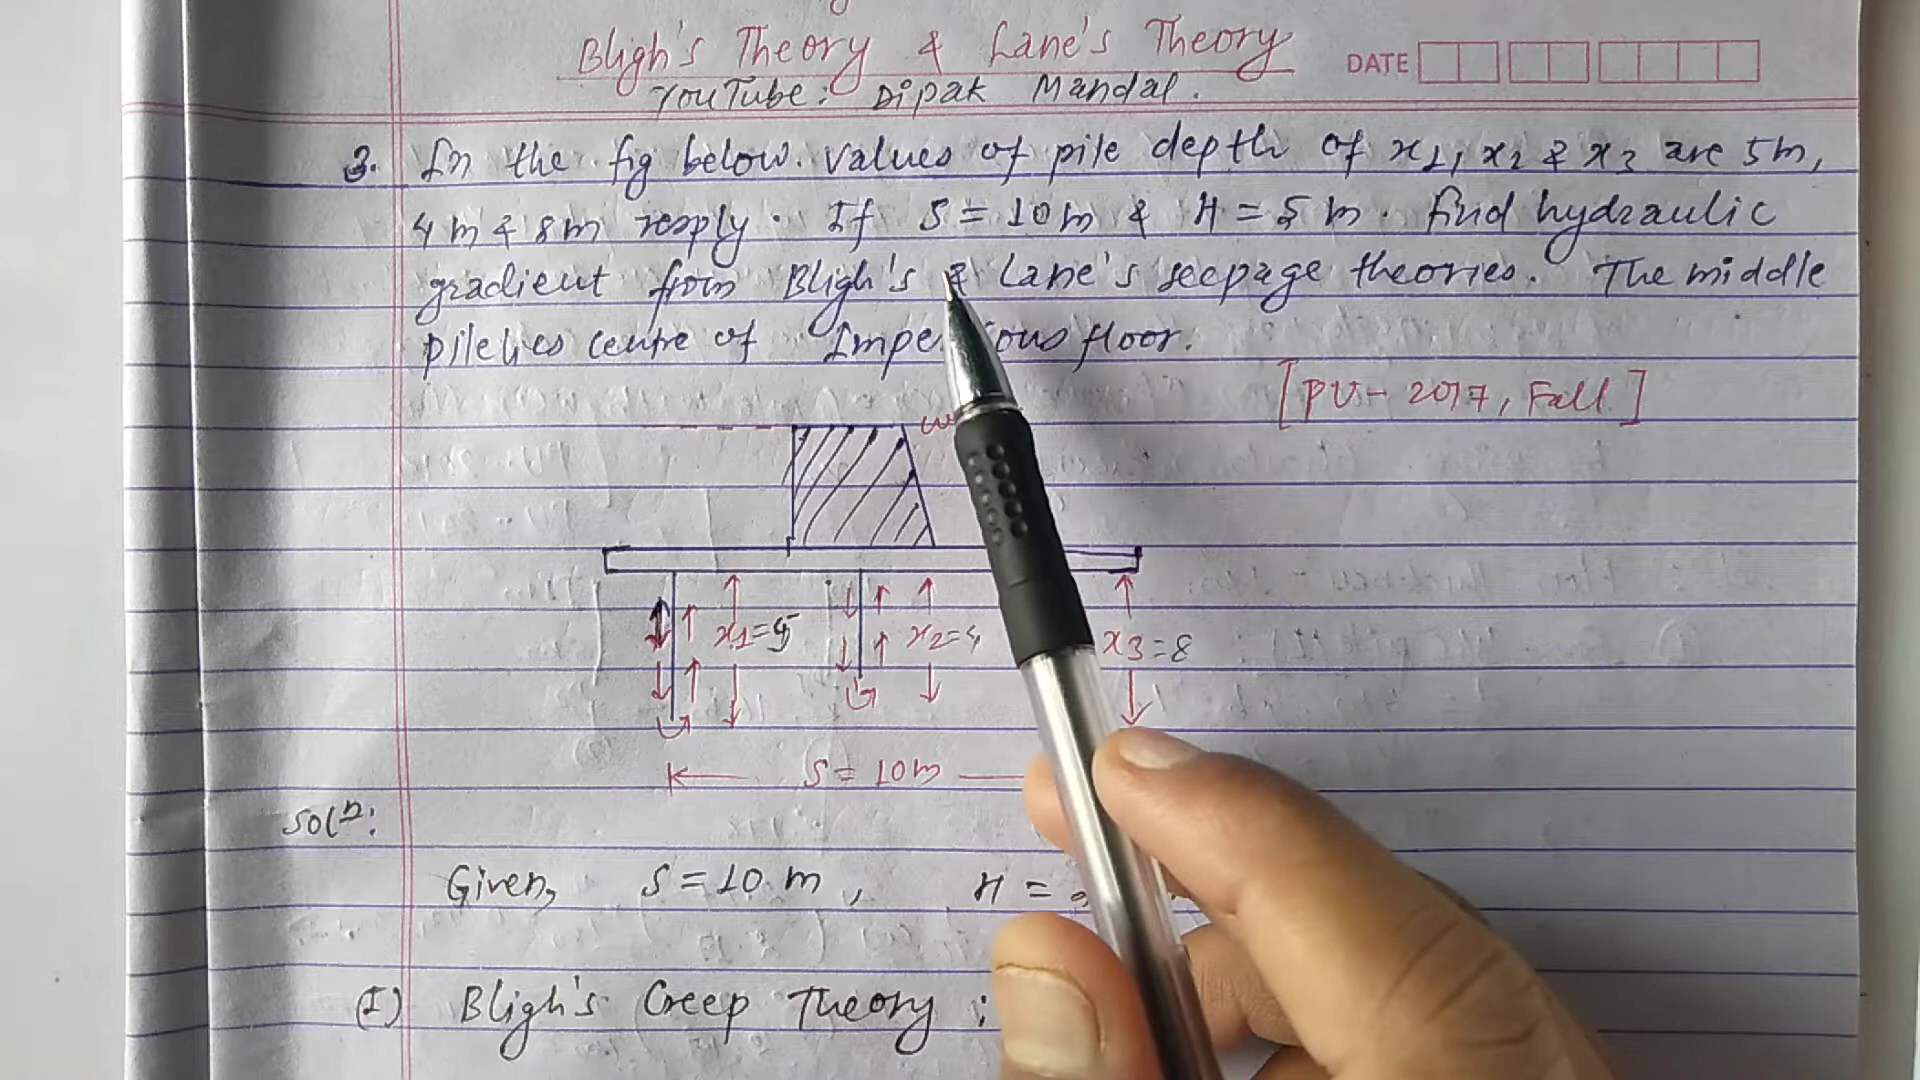 Bligh's Theory & Lane's Theory
DATE
YouTube: Dipak Mandal.
3. In the fig below. values of pile depth of x1, x2 & x3 are 5m,
4m & 8m resply. If S = 10m & H = 5m. find hydraulic
gradient from Bligh's & Lane's seepage theories. The middle
pile lies centre of floor.
[PU- 2017, Fall]
x1=5 x2=4 x3=8
S = 10m
Soln:
Given, S = 10 m, H =
(I) Bligh's Creep Theory :